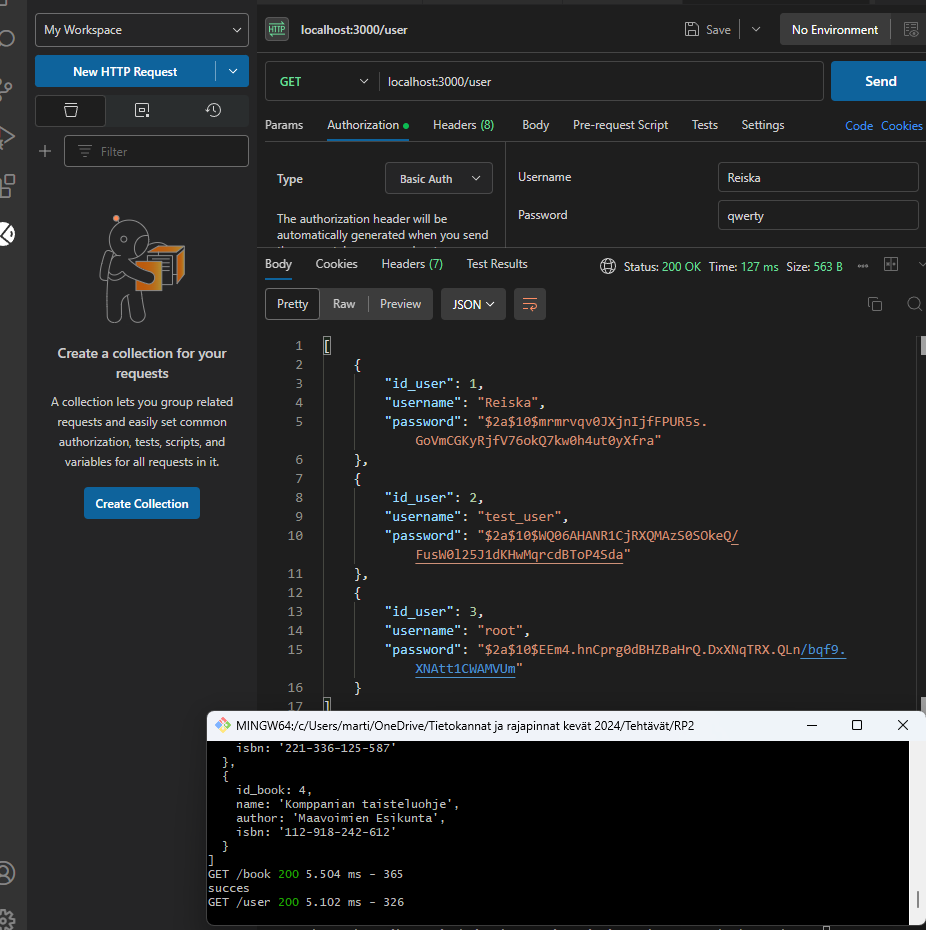 My Workspace
HTTP
localhost:3000/user
Save
No Environment
New HTTP Request
GET
localhost:3000/user
Send
Params
Authorization
Headers (8)
Body
Pre-request Script
Tests
Settings
Code
Cookies
Filter
Type
Basic Auth
The authorization header will be
automatically generated when you send
Username
Reiska
Password
qwerty
Body
Cookies
Headers (7)
Test Results
Status: 200 OK
Time: 127 ms
Size: 563 B
Pretty
Raw
Preview
JSON
Create a collection for your
requests
A collection lets you group related
requests and easily set common
authorization, tests, scripts, and
variables for all requests in it.
Create Collection
1 [
2 {
3 "id_user": 1,
4 "username": "Reiska",
5 "password": "$2a$10$mrmrvqv0JXjnIjfFPUR5s.
GoVmCGKyRjfV76okQ7kw0h4ut0yXfra"
6 },
7 {
8 "id_user": 2,
9 "username": "test_user",
10 "password": "$2a$10$WQ06AHANR1CjRXQMAzS0SOkeQ/
FusW0l25J1dKHwMqrcdBToP4Sda"
11 },
12 {
13 "id_user": 3,
14 "username": "root",
15 "password": "$2a$10$EEm4.hnCprg0dBHZBaHrQ.DxXNqTRX.QLn/bqf9.
XNAtt1CWAMVUm"
16 }
17 ]
MINGW64:/c/Users/marti/OneDrive/Tietokannat ja rajapinnat kevät 2024/Tehtävät/RP2
isbn: '221-336-125-587'
},
{
id_book: 4,
name: 'Komppanian taisteluohje',
author: 'Maavoimien Esikunta',
isbn: '112-918-242-612'
}
]
GET /book 200 5.504 ms - 365
succes
GET /user 200 5.102 ms - 326